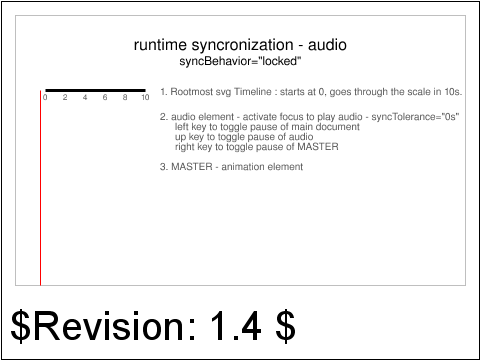 runtime syncronization - audio
syncBehavior="locked"
1. Rootmost svg Timeline : starts at 0, goes through the scale in 10s.
0 2 4 6 8 10
2. audio element - activate focus to play audio - syncTolerance="0s"
left key to toggle pause of main document
up key to toggle pause of audio
right key to toggle pause of MASTER
3. MASTER - animation element
$Revision: 1.4 $